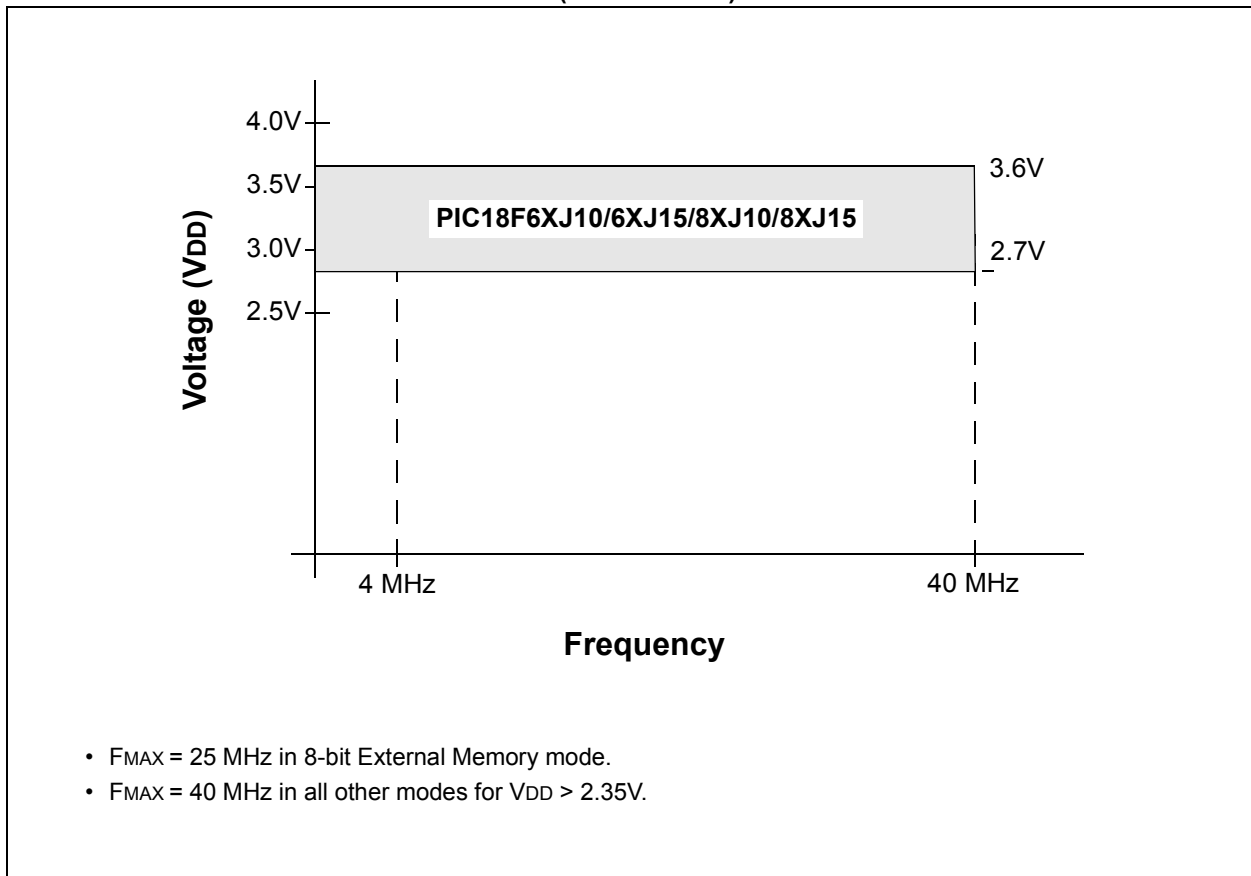 4.0V
3.6V
3.5V
PIC18F6XJ10/6XJ15/8XJ10/8XJ15
3.0V
2.7V
2.5V
Voltage (VDD)
4 MHz
40 MHz
Frequency
• FMAX = 25 MHz in 8-bit External Memory mode.
• FMAX = 40 MHz in all other modes for VDD > 2.35V.